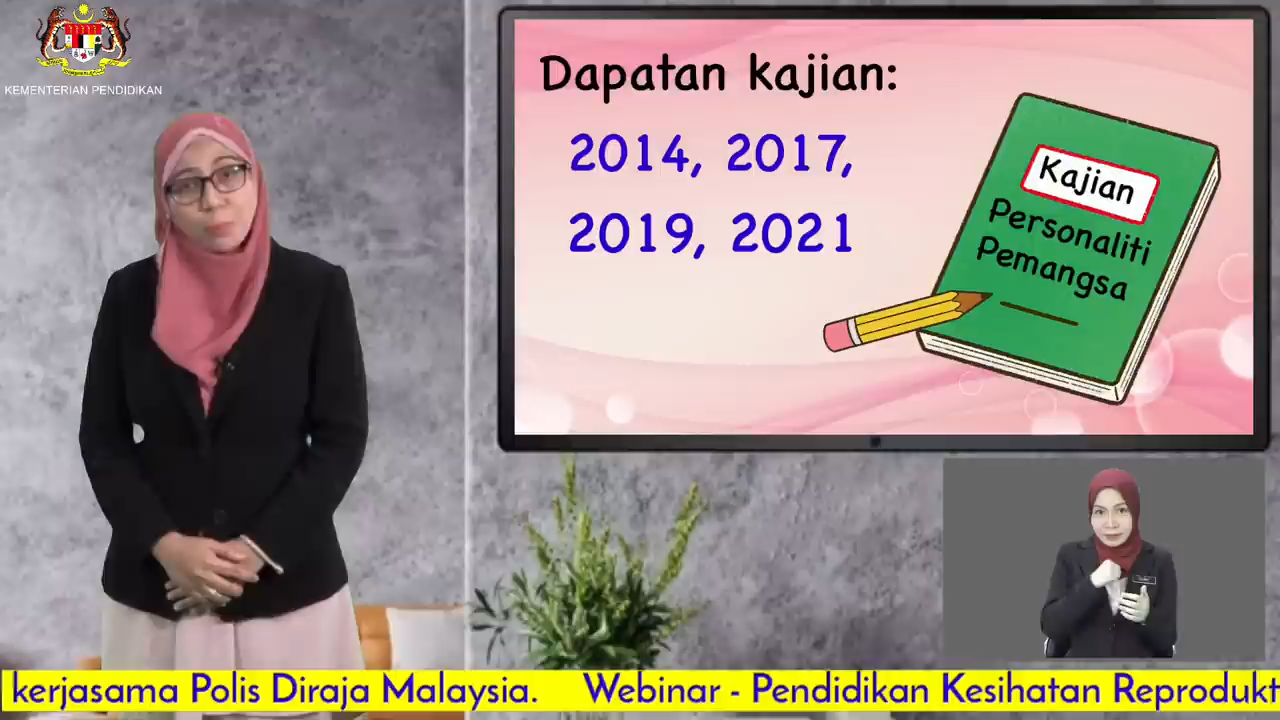 KEMENTERIAN PENDIDIKAN
Dapatan kajian:
2014, 2017,
2019, 2021
Kajian
Personaliti
Pemangsa
kerjasama Polis Diraja Malaysia. Webinar - Pendidikan Kesihatan Reprodukt